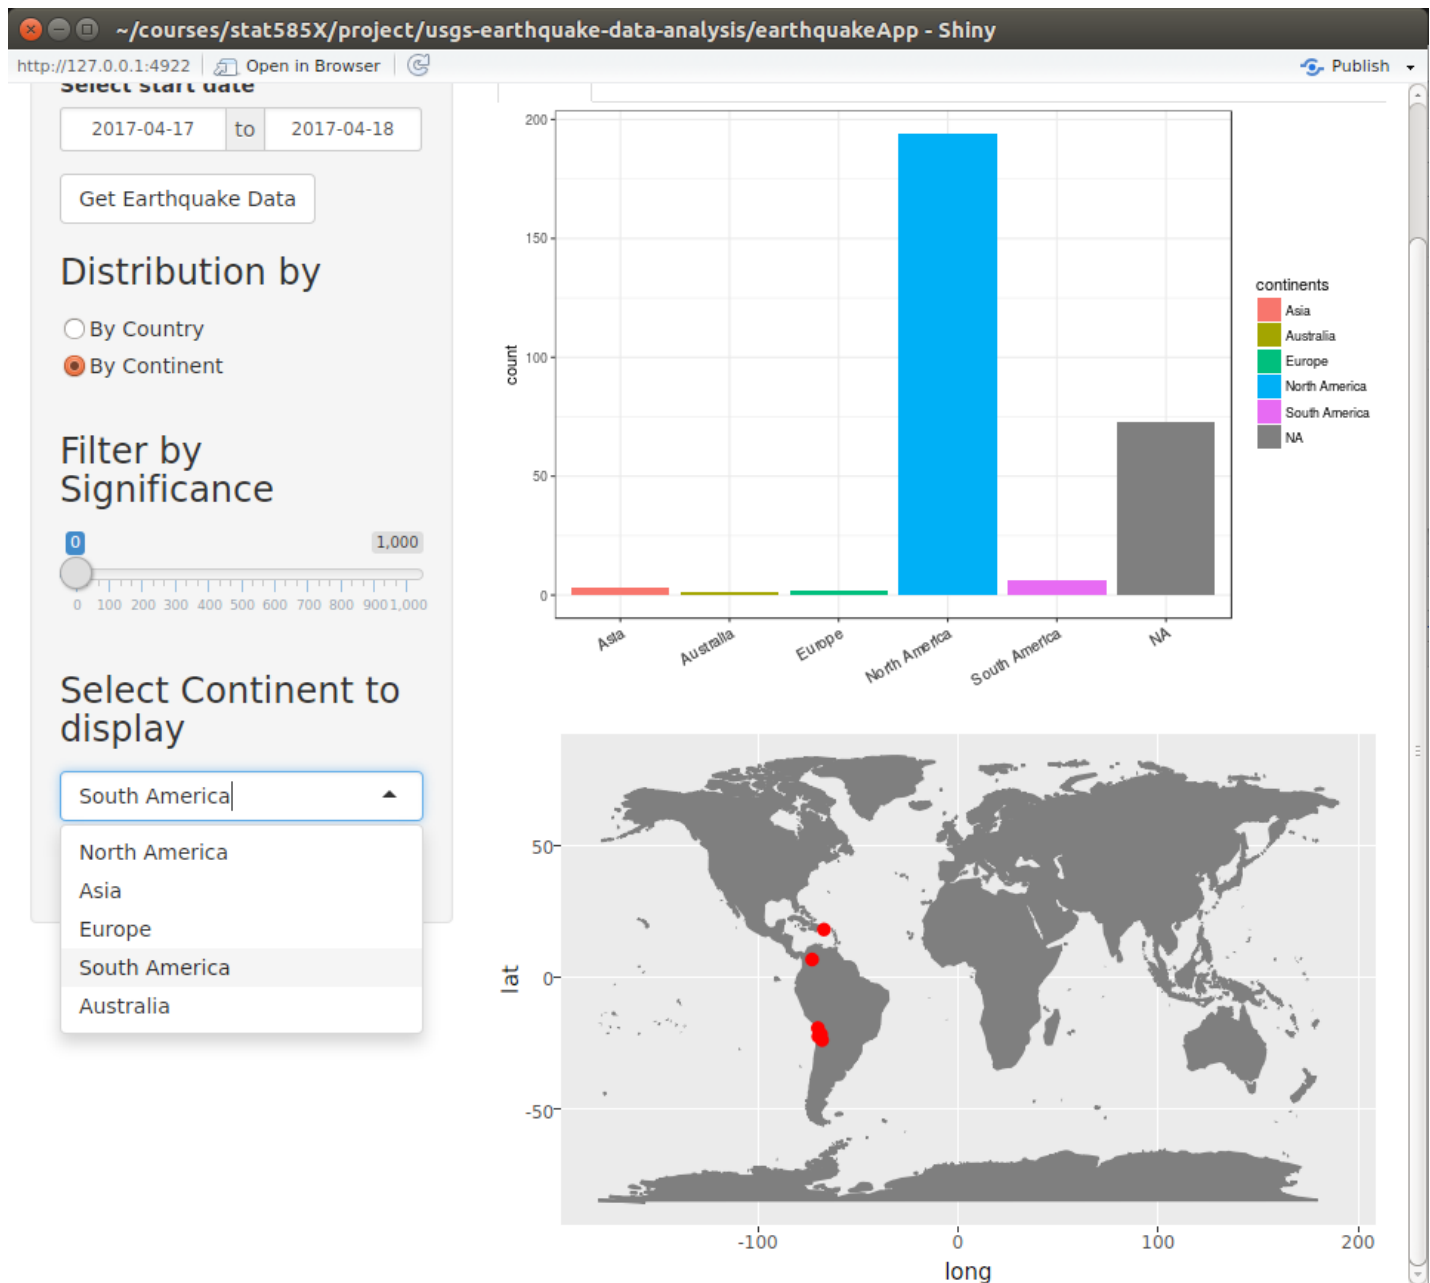 ~/courses/stat585X/project/usgs-earthquake-data-analysis/earthquakeApp - Shiny
http://127.0.0.1:4922 Open in Browser Publish
Select start date
2017-04-17 to 2017-04-18
Get Earthquake Data
Distribution by
By Country
By Continent
Filter by
Significance
0 1,000
0 100 200 300 400 500 600 700 800 900 1,000
Select Continent to
display
South America
North America
Asia
Europe
South America
Australia
200
150
100
50
0
count
Asia Australia Europe North America South America NA
continents
Asia
Australia
Europe
North America
South America
NA
50
0
-50
lat
-100 0 100 200
long